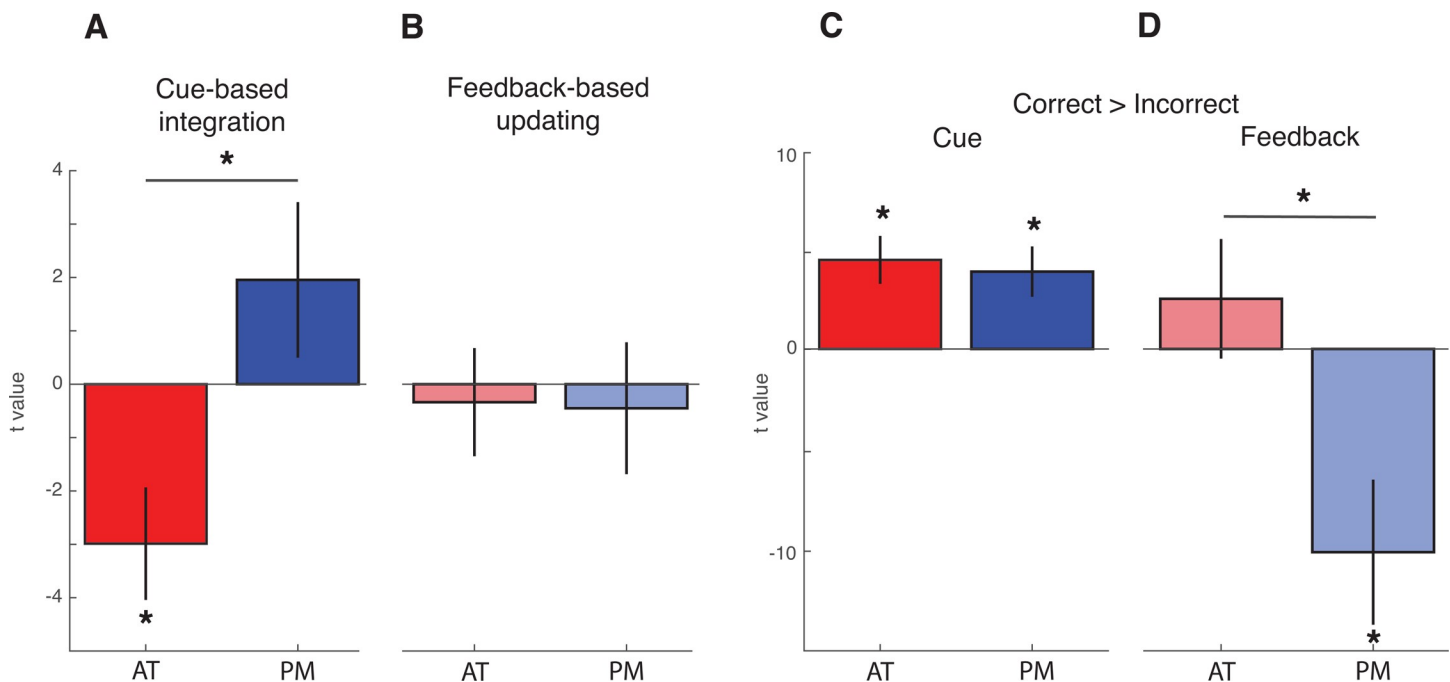 A
B
C
D
Cue-based
integration
Feedback-based
updating
Correct > Incorrect
Cue
Feedback
*
*
*
*
*
*
4
2
0
-2
-4
t value
10
0
-10
t value
AT
PM
AT
PM
AT
PM
AT
PM